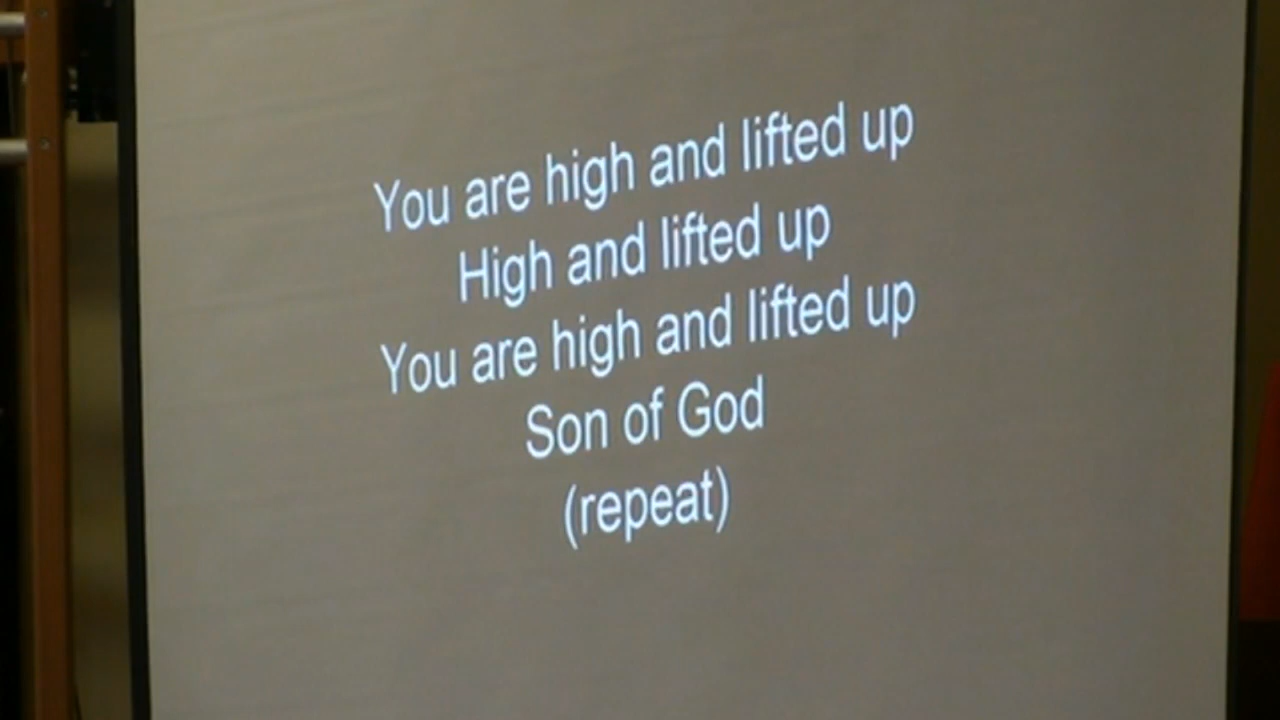 You are high and lifted up
High and lifted up
You are high and lifted up
Son of God
(repeat)